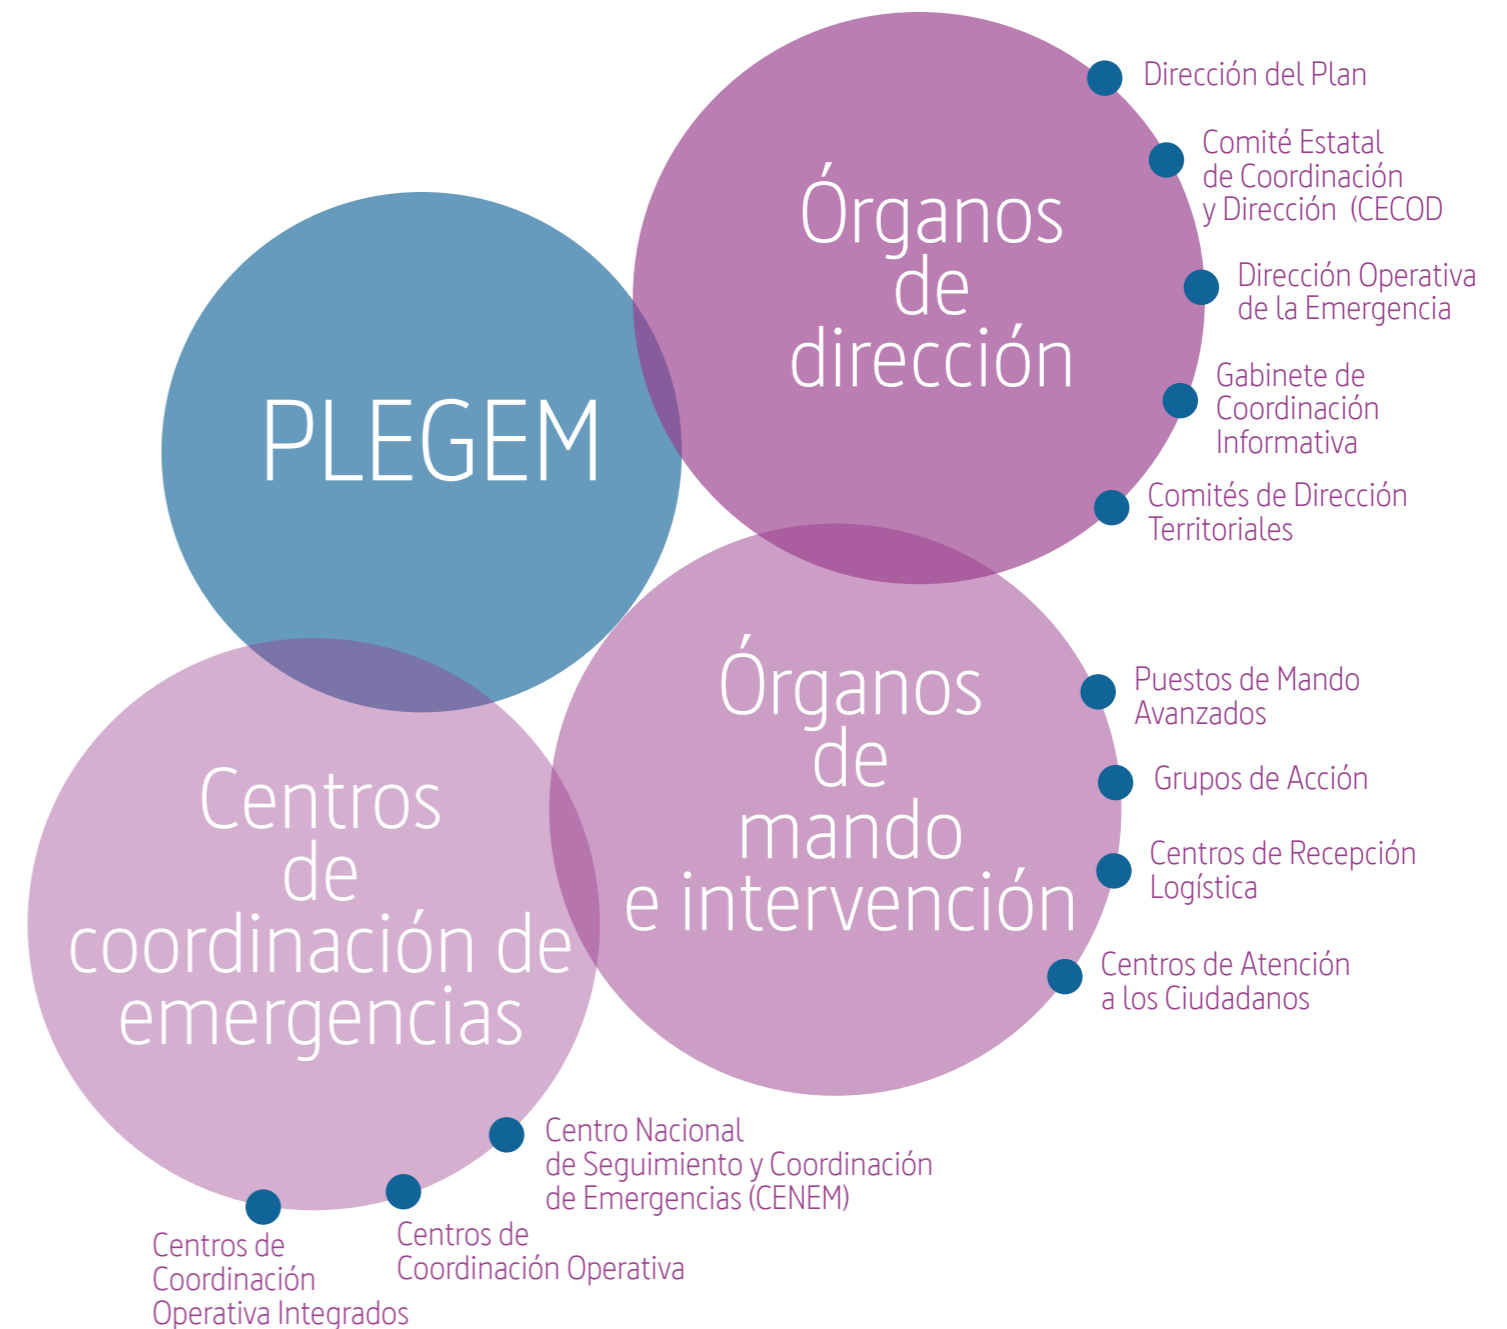 PLEGEM
Órganos
de
dirección
Dirección del Plan
Comité Estatal
de Coordinación
y Dirección (CECOD
Dirección Operativa
de la Emergencia
Gabinete de
Coordinación
Informativa
Comités de Dirección
Territoriales
Órganos
de
mando
e intervención
Puestos de Mando
Avanzados
Grupos de Acción
Centros de Recepción
Logística
Centros de Atención
a los Ciudadanos
Centros
de
coordinación de
emergencias
Centro Nacional
de Seguimiento y Coordinación
de Emergencias (CENEM)
Centros de
Coordinación Operativa
Centros de
Coordinación
Operativa Integrados